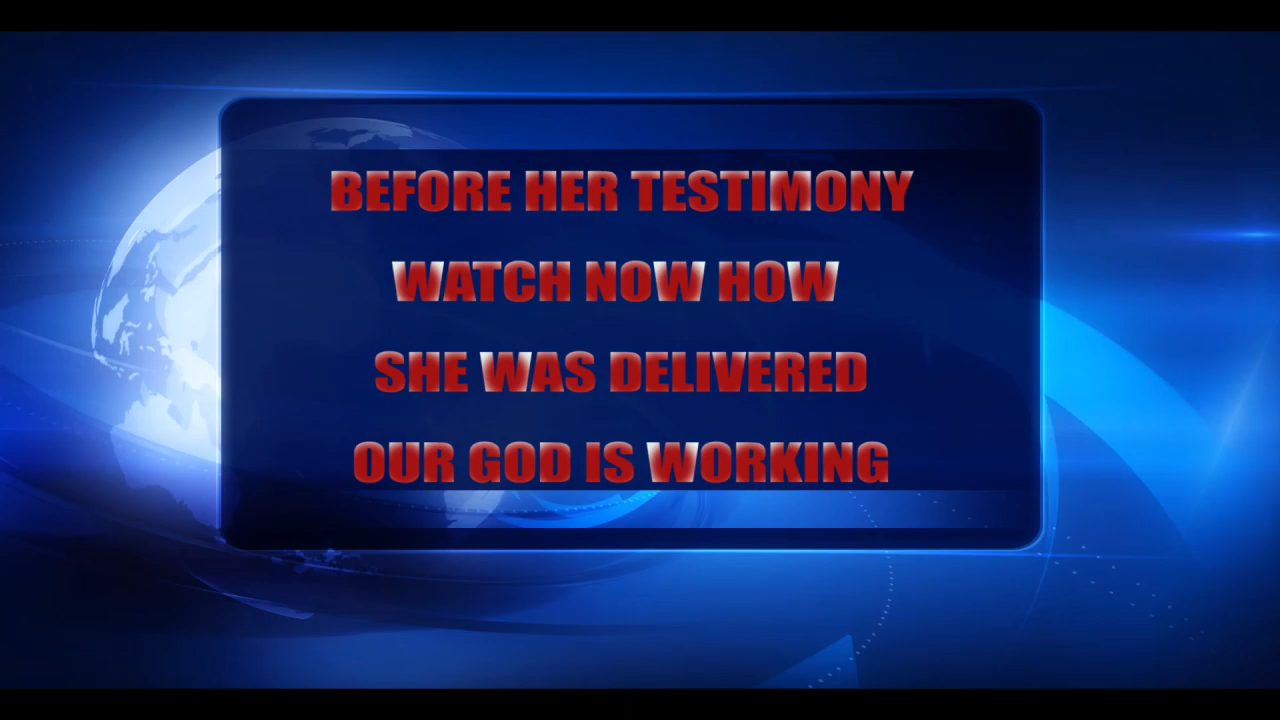 BEFORE HER TESTIMONY
WATCH NOW HOW
SHE WAS DELIVERED
OUR GOD IS WORKING